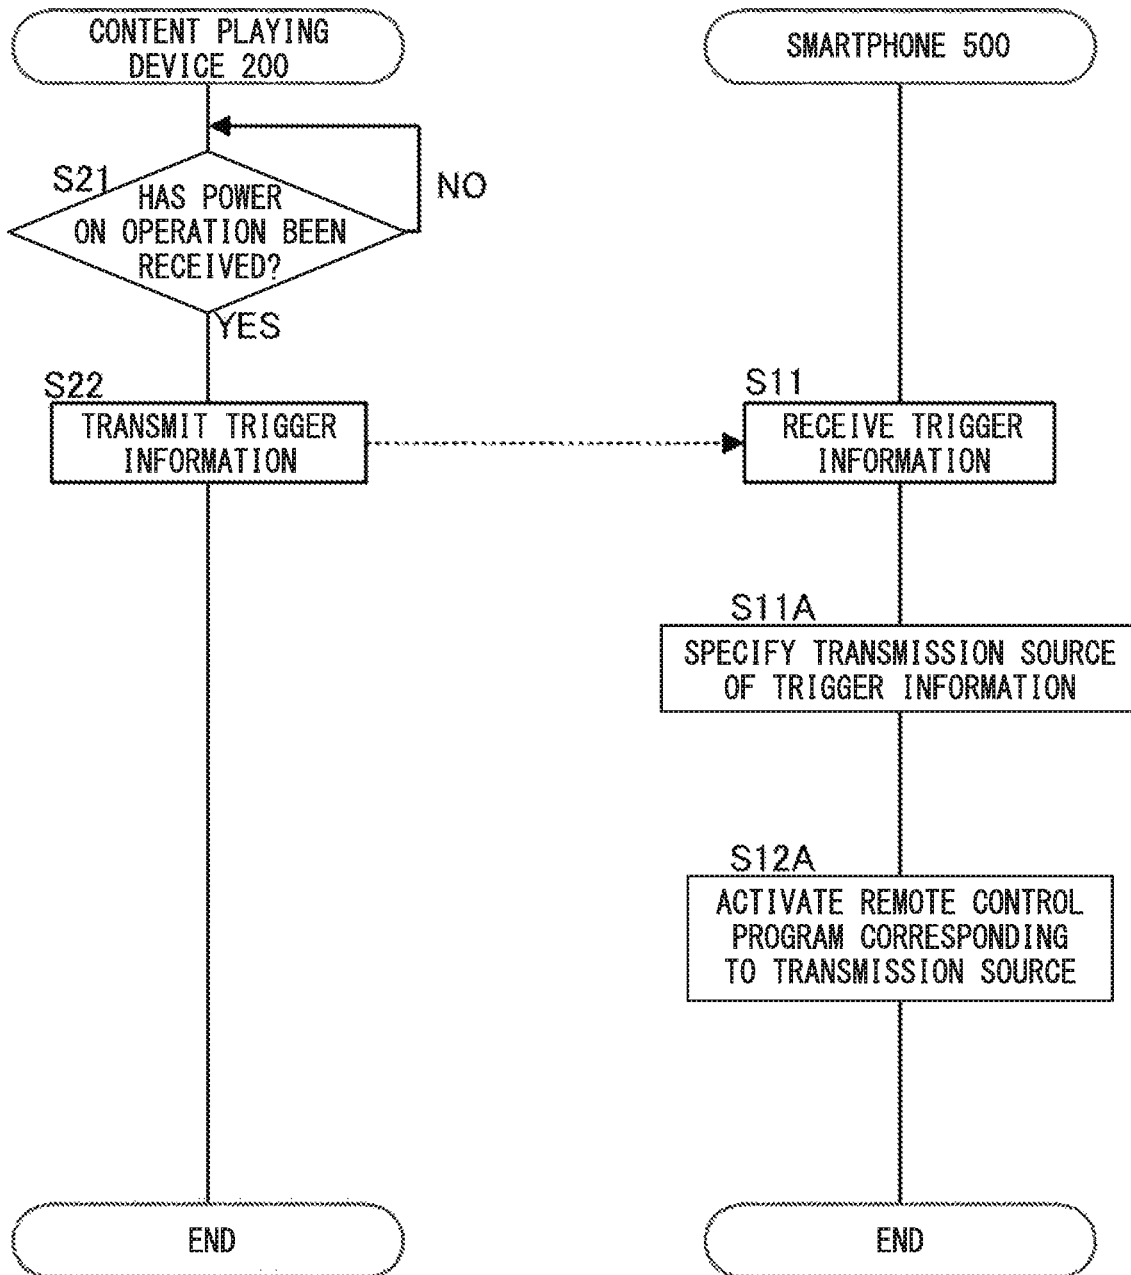 CONTENT PLAYING
DEVICE 200
SMARTPHONE 500
S21
HAS POWER
ON OPERATION BEEN
RECEIVED?
NO
YES
S22
TRANSMIT TRIGGER
INFORMATION
S11
RECEIVE TRIGGER
INFORMATION
S11A
SPECIFY TRANSMISSION SOURCE
OF TRIGGER INFORMATION
S12A
ACTIVATE REMOTE CONTROL
PROGRAM CORRESPONDING
TO TRANSMISSION SOURCE
END
END